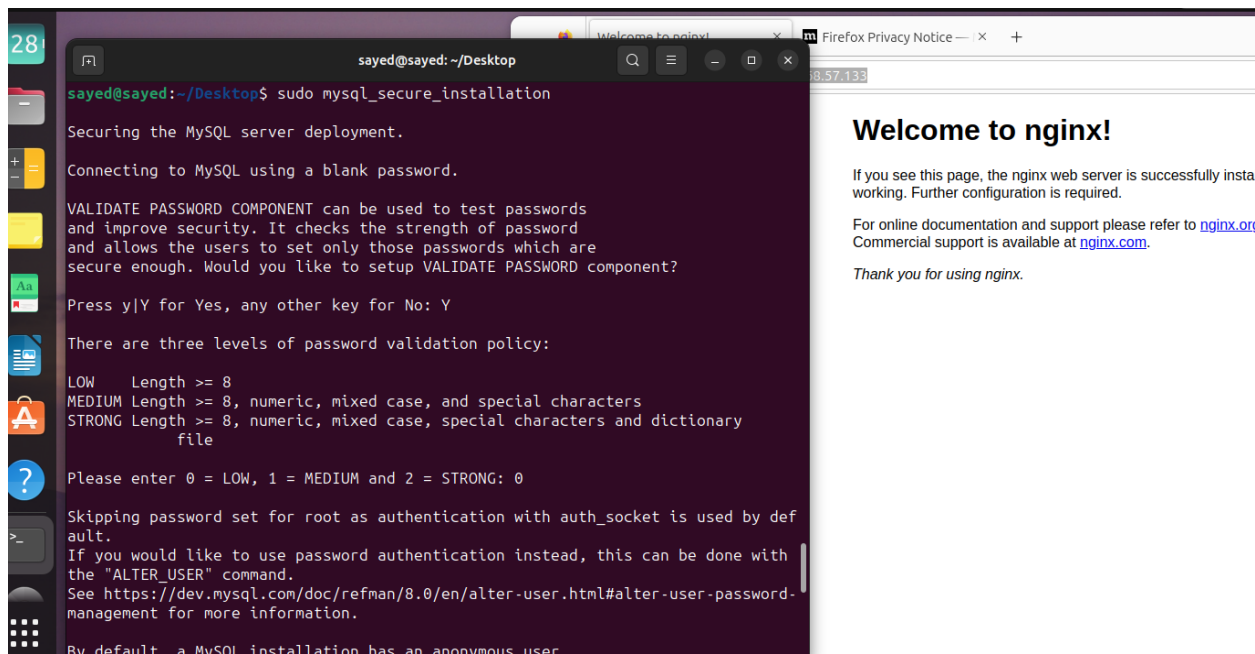 28
Welcome to nginx!
Firefox Privacy Notice —
sayed@sayed: ~/Desktop
8.57.133
sayed@sayed:~/Desktop$ sudo mysql_secure_installation
Securing the MySQL server deployment.
Connecting to MySQL using a blank password.
VALIDATE PASSWORD COMPONENT can be used to test passwords
and improve security. It checks the strength of password
and allows the users to set only those passwords which are
secure enough. Would you like to setup VALIDATE PASSWORD component?
Press y|Y for Yes, any other key for No: Y
There are three levels of password validation policy:
LOW    Length >= 8
MEDIUM Length >= 8, numeric, mixed case, and special characters
STRONG Length >= 8, numeric, mixed case, special characters and dictionary
file
Please enter 0 = LOW, 1 = MEDIUM and 2 = STRONG: 0
Skipping password set for root as authentication with auth_socket is used by def
ault.
If you would like to use password authentication instead, this can be done with
the "ALTER_USER" command.
See https://dev.mysql.com/doc/refman/8.0/en/alter-user.html#alter-user-password-
management for more information.
By default, a MySQL installation has an anonymous user,
Welcome to nginx!
If you see this page, the nginx web server is successfully insta
working. Further configuration is required.
For online documentation and support please refer to nginx.org
Commercial support is available at nginx.com.
Thank you for using nginx.
Aa